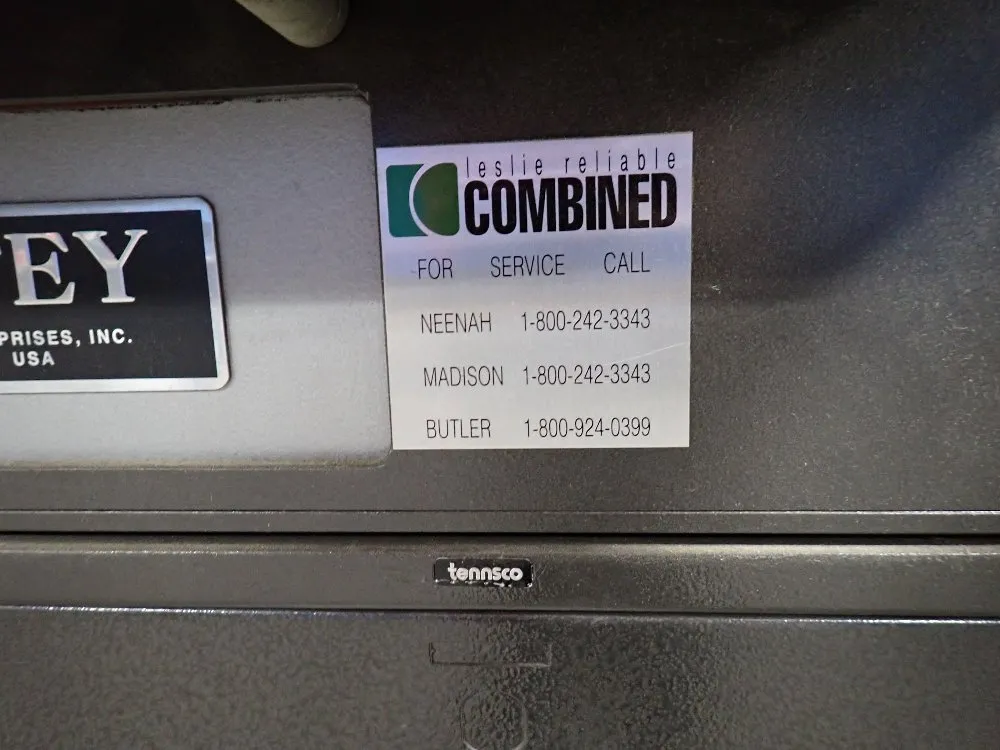 EY
PRISES, INC.
USA
leslie reliable
COMBINED
FOR SERVICE CALL
NEENAH 1-800-242-3343
MADISON 1-800-242-3343
BUTLER 1-800-924-0399
tennsco